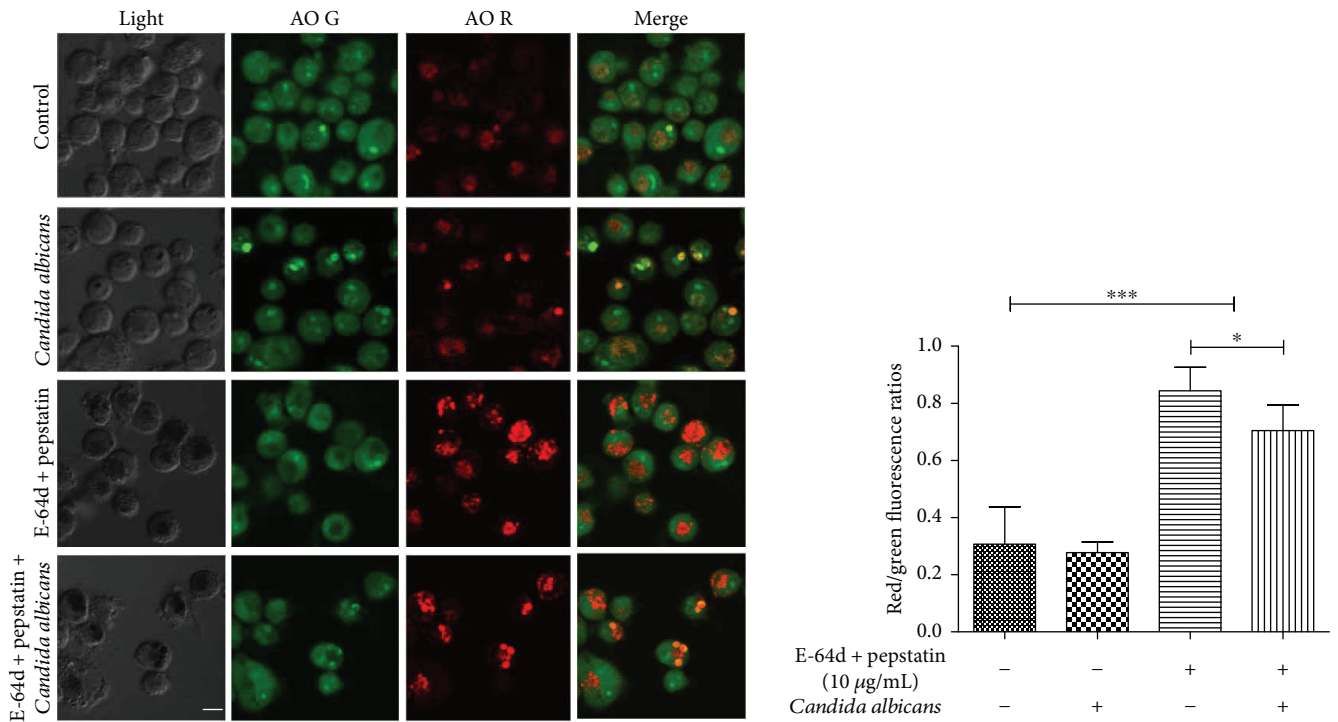 Light AO G AO R Merge
Control
Candida albicans
E-64d + pepstatin
E-64d + pepstatin +
Candida albicans
***
*
Red/green fluorescence ratios
1.0
0.8
0.6
0.4
0.2
0.0
E-64d + pepstatin
(10 μg/mL)
− − + +
Candida albicans − + − +